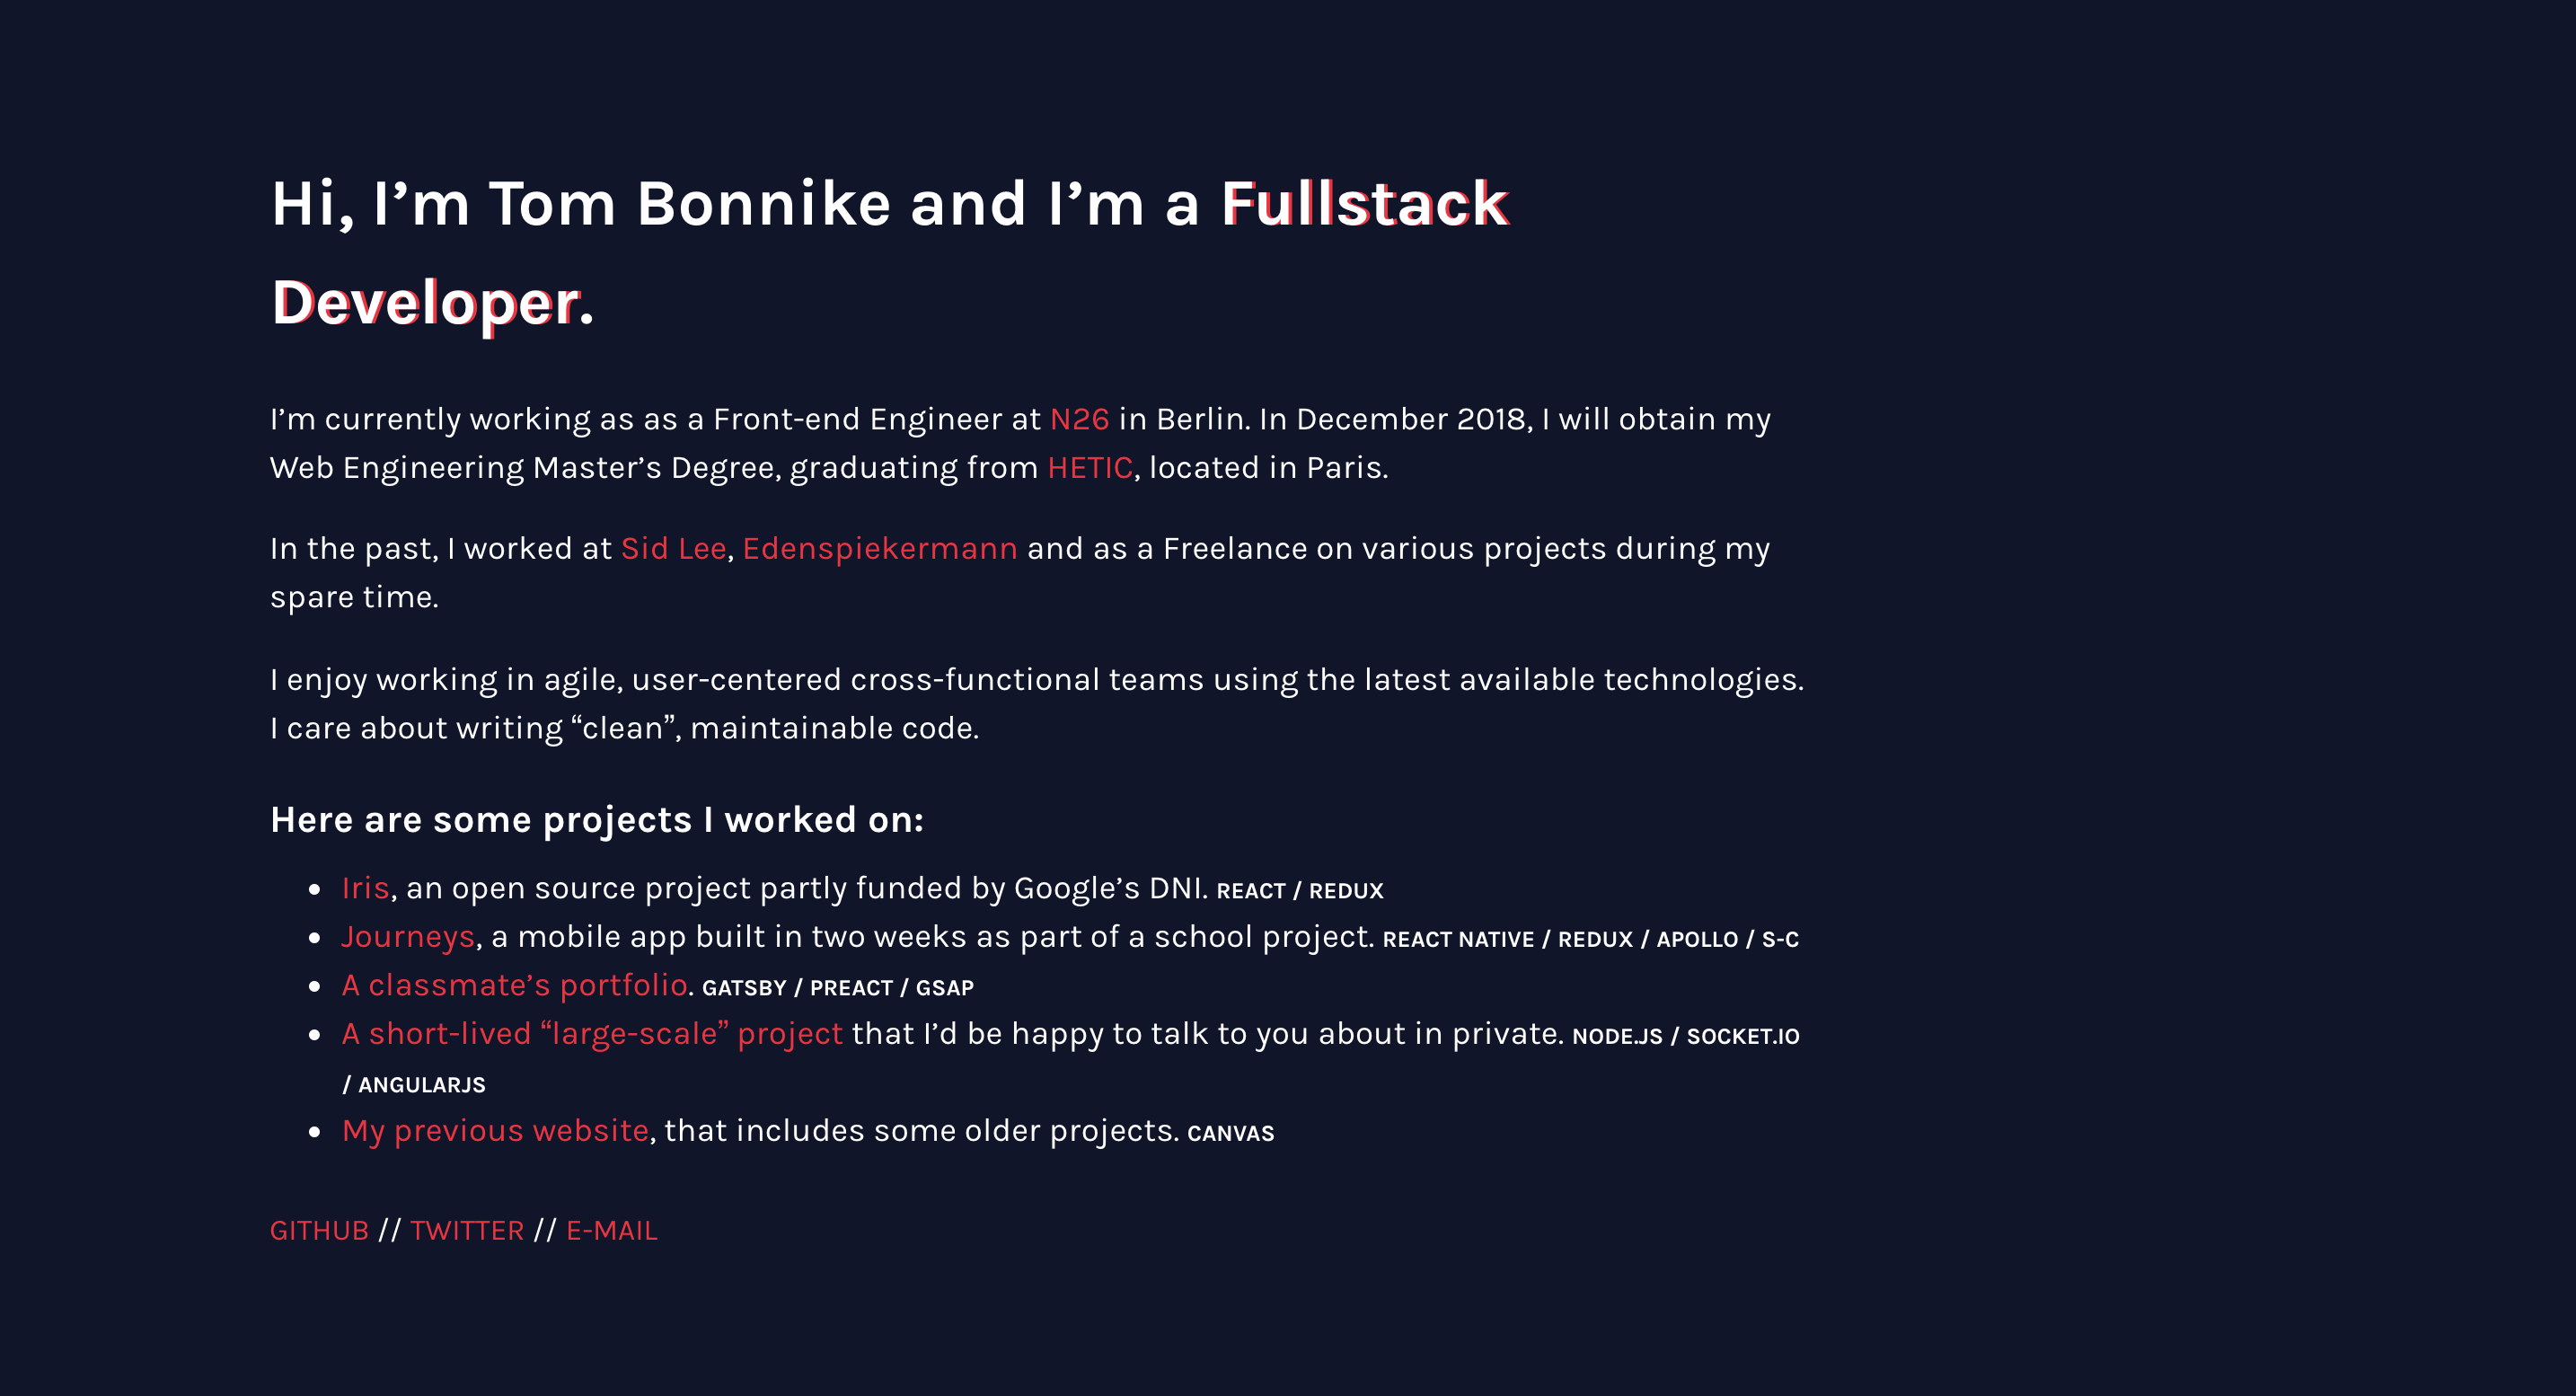 Hi, I’m Tom Bonnike and I’m a Fullstack
Developer.
I’m currently working as as a Front-end Engineer at N26 in Berlin. In December 2018, I will obtain my
Web Engineering Master’s Degree, graduating from HETIC, located in Paris.
In the past, I worked at Sid Lee, Edenspiekermann and as a Freelance on various projects during my
spare time.
I enjoy working in agile, user-centered cross-functional teams using the latest available technologies.
I care about writing “clean”, maintainable code.
Here are some projects I worked on:
• Iris, an open source project partly funded by Google’s DNI. REACT / REDUX
• Journeys, a mobile app built in two weeks as part of a school project. REACT NATIVE / REDUX / APOLLO / S-C
• A classmate’s portfolio. GATSBY / PREACT / GSAP
• A short-lived “large-scale” project that I’d be happy to talk to you about in private. NODE.JS / SOCKET.IO
/ ANGULARJS
• My previous website, that includes some older projects. CANVAS
GITHUB // TWITTER // E-MAIL